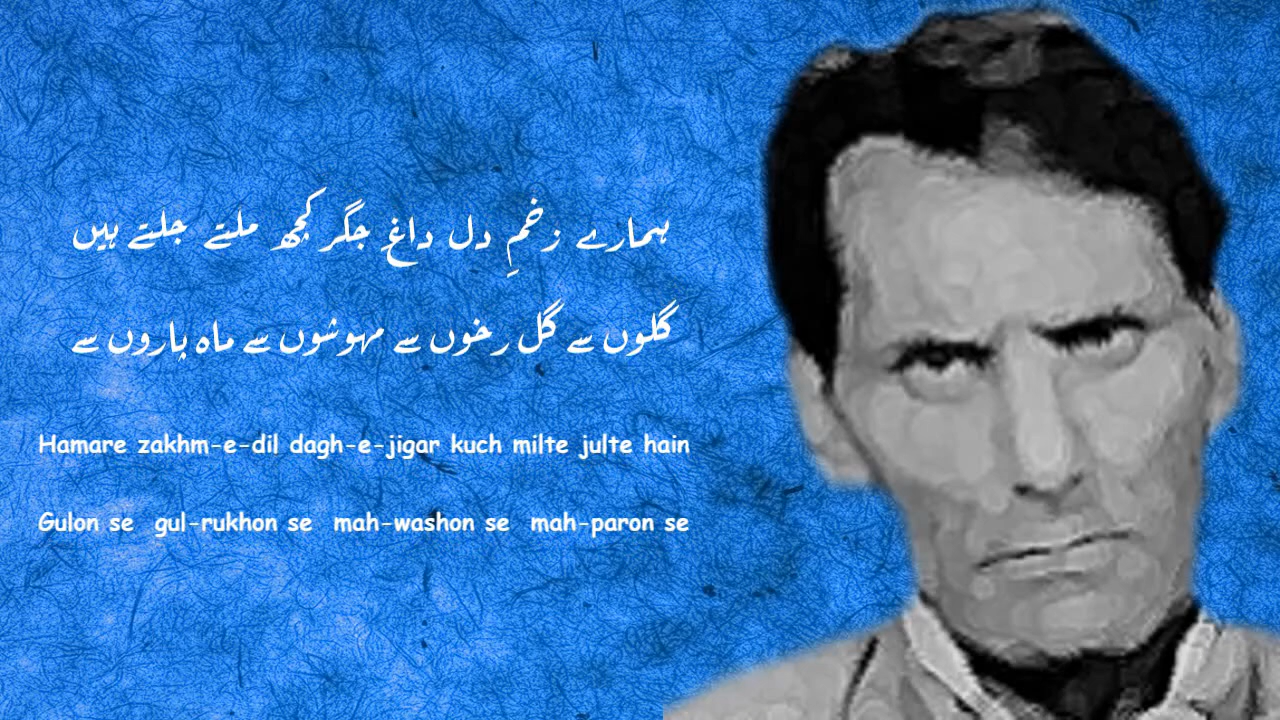 ہمارے زخمِ دل داغِ جگر کچھ ملتے جلتے ہیں
گلوں سے گل رخوں سے مہوشوں سے ماہ پاروں سے
Hamare zakhm-e-dil dagh-e-jigar kuch milte julte hain
Gulon se gul-rukhon se mah-washon se mah-paron se